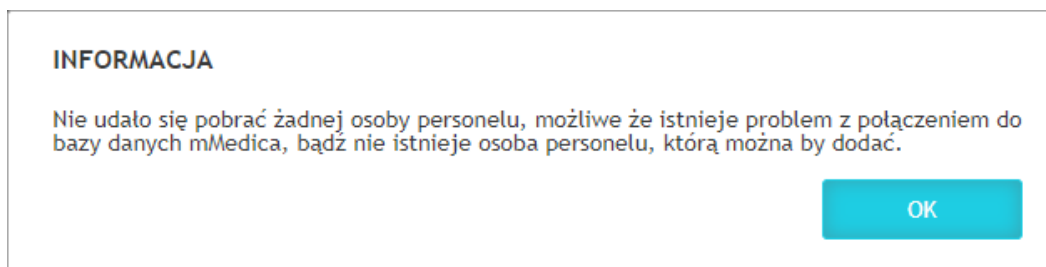 INFORMACJA
Nie udało się pobrać żadnej osoby personelu, możliwe że istnieje problem z połączeniem do
bazy danych mMedica, bądź nie istnieje osoba personelu, którą można by dodać.
OK